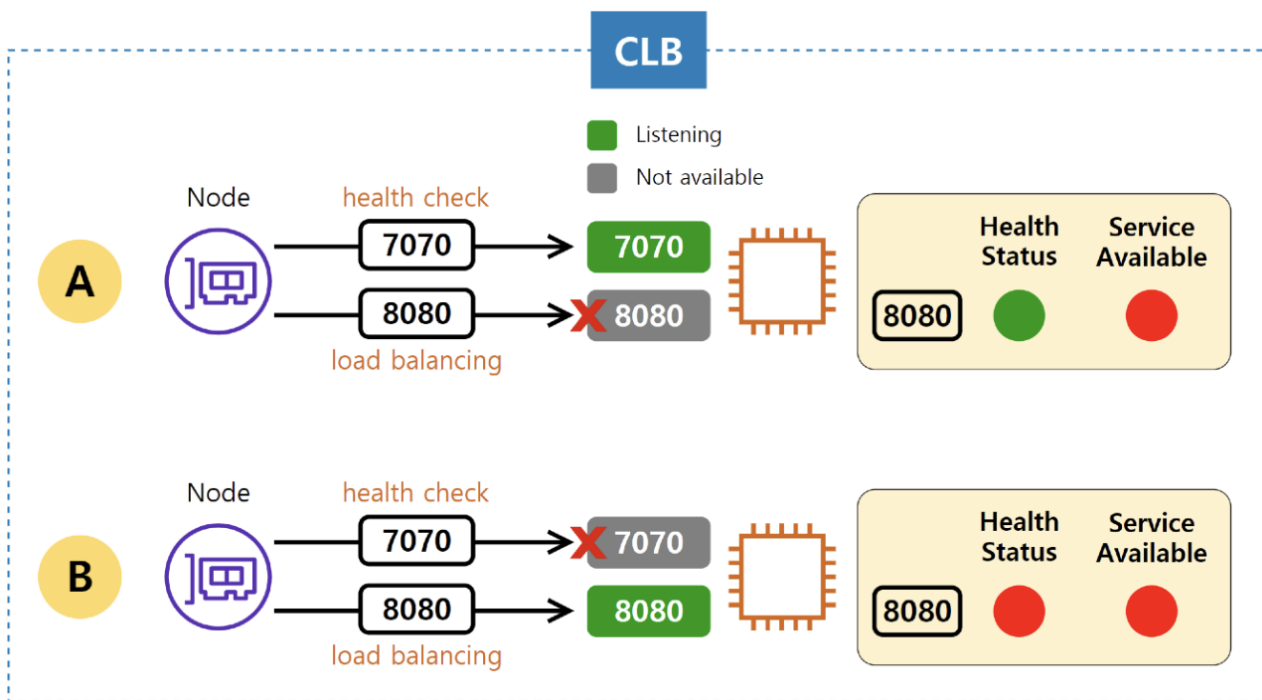 CLB
Listening
Not available
A
Node
health check
7070
8080
load balancing
7070
8080
Health
Status
Service
Available
8080
B
Node
health check
7070
8080
load balancing
7070
8080
Health
Status
Service
Available
8080